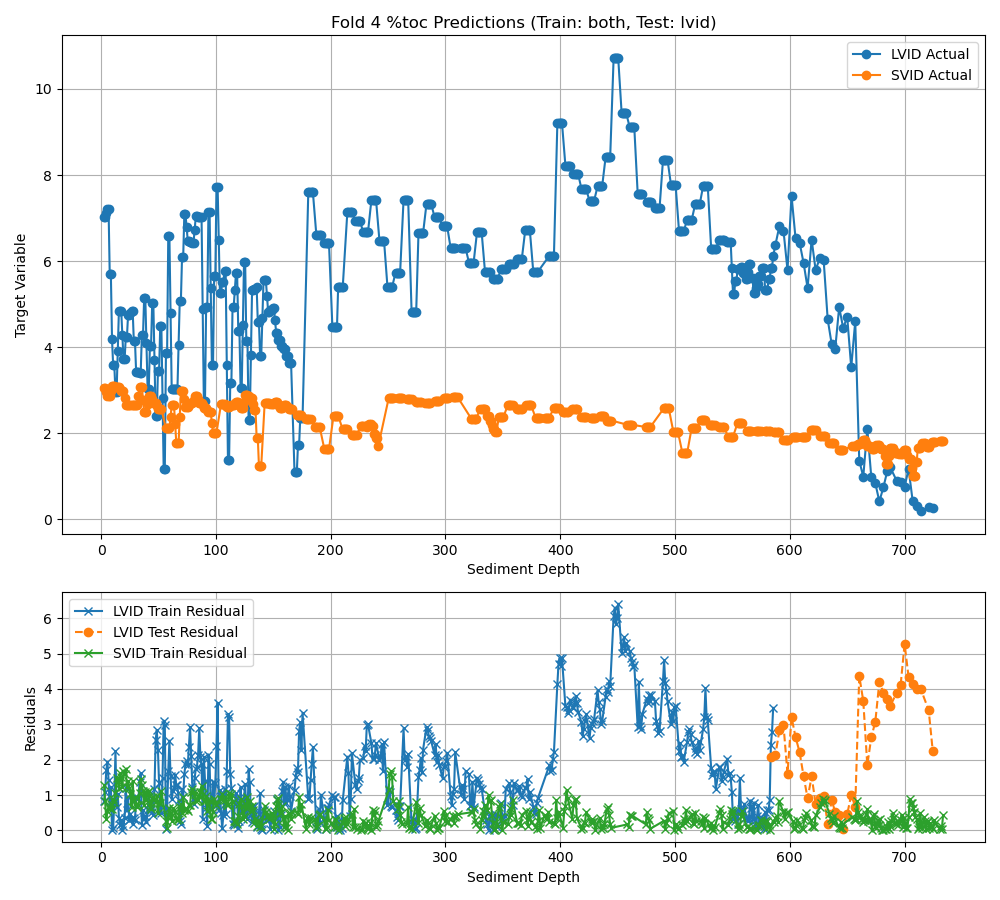 Fold 4 %toc Predictions (Train: both, Test: lvid)
LVID Actual
SVID Actual
Target Variable
10
8
6
4
2
0
0 100 200 300 400 500 600 700
Sediment Depth
LVID Train Residual
LVID Test Residual
SVID Train Residual
Residuals
6
5
4
3
2
1
0
0 100 200 300 400 500 600 700
Sediment Depth